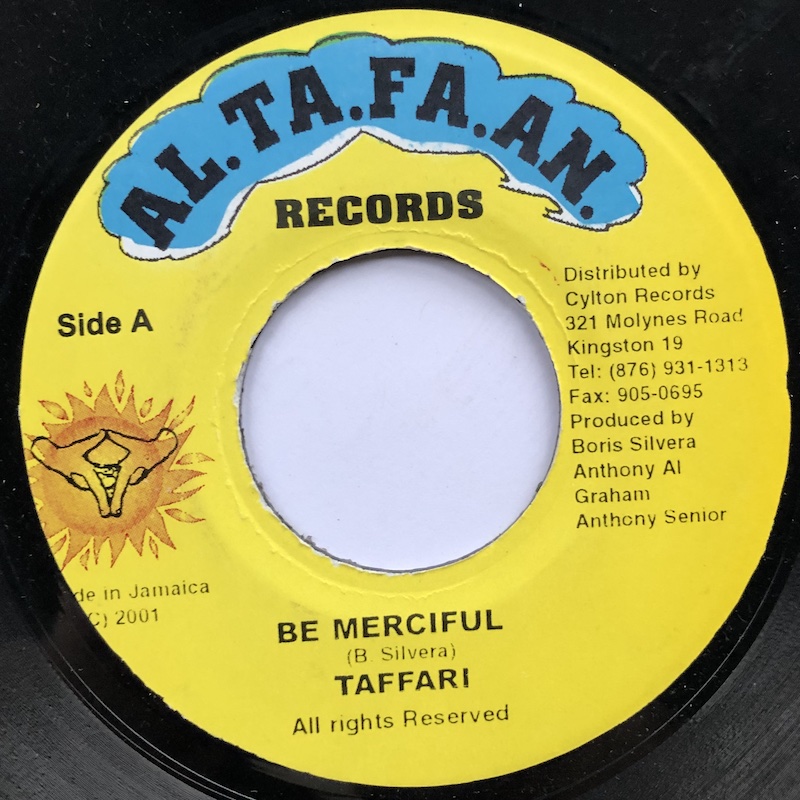 AL.TA.FA.AN.
RECORDS
Side A
Distributed by
Cylton Records
321 Molynes Road
Kingston 19
Tel: (876) 931-1313
Fax: 905-0695
Produced by
Boris Silvera
Anthony Al
Graham
Anthony Senior
de in Jamaica
C) 2001
BE MERCIFUL
(B. Silvera)
TAFFARI
All rights Reserved